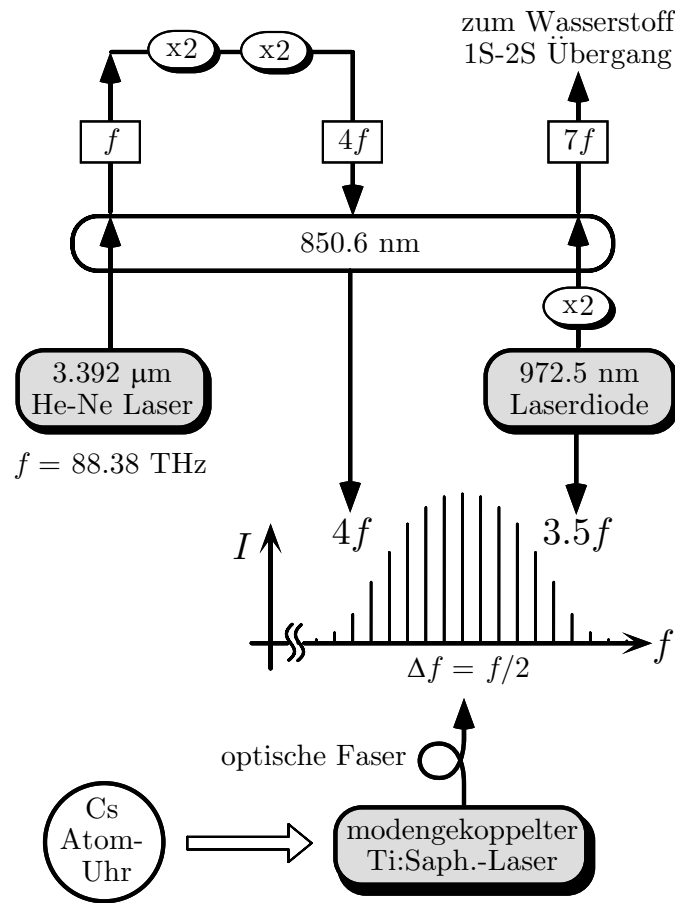 zum Wasserstoff
1S-2S Übergang
x2
x2
f
4f
7f
850.6 nm
x2
3.392 µm
He-Ne Laser
972.5 nm
Laserdiode
f = 88.38 THz
4f
3.5f
I
f
Δf = f/2
optische Faser
Cs
Atom-
Uhr
modengekoppelter
Ti:Saph.-Laser